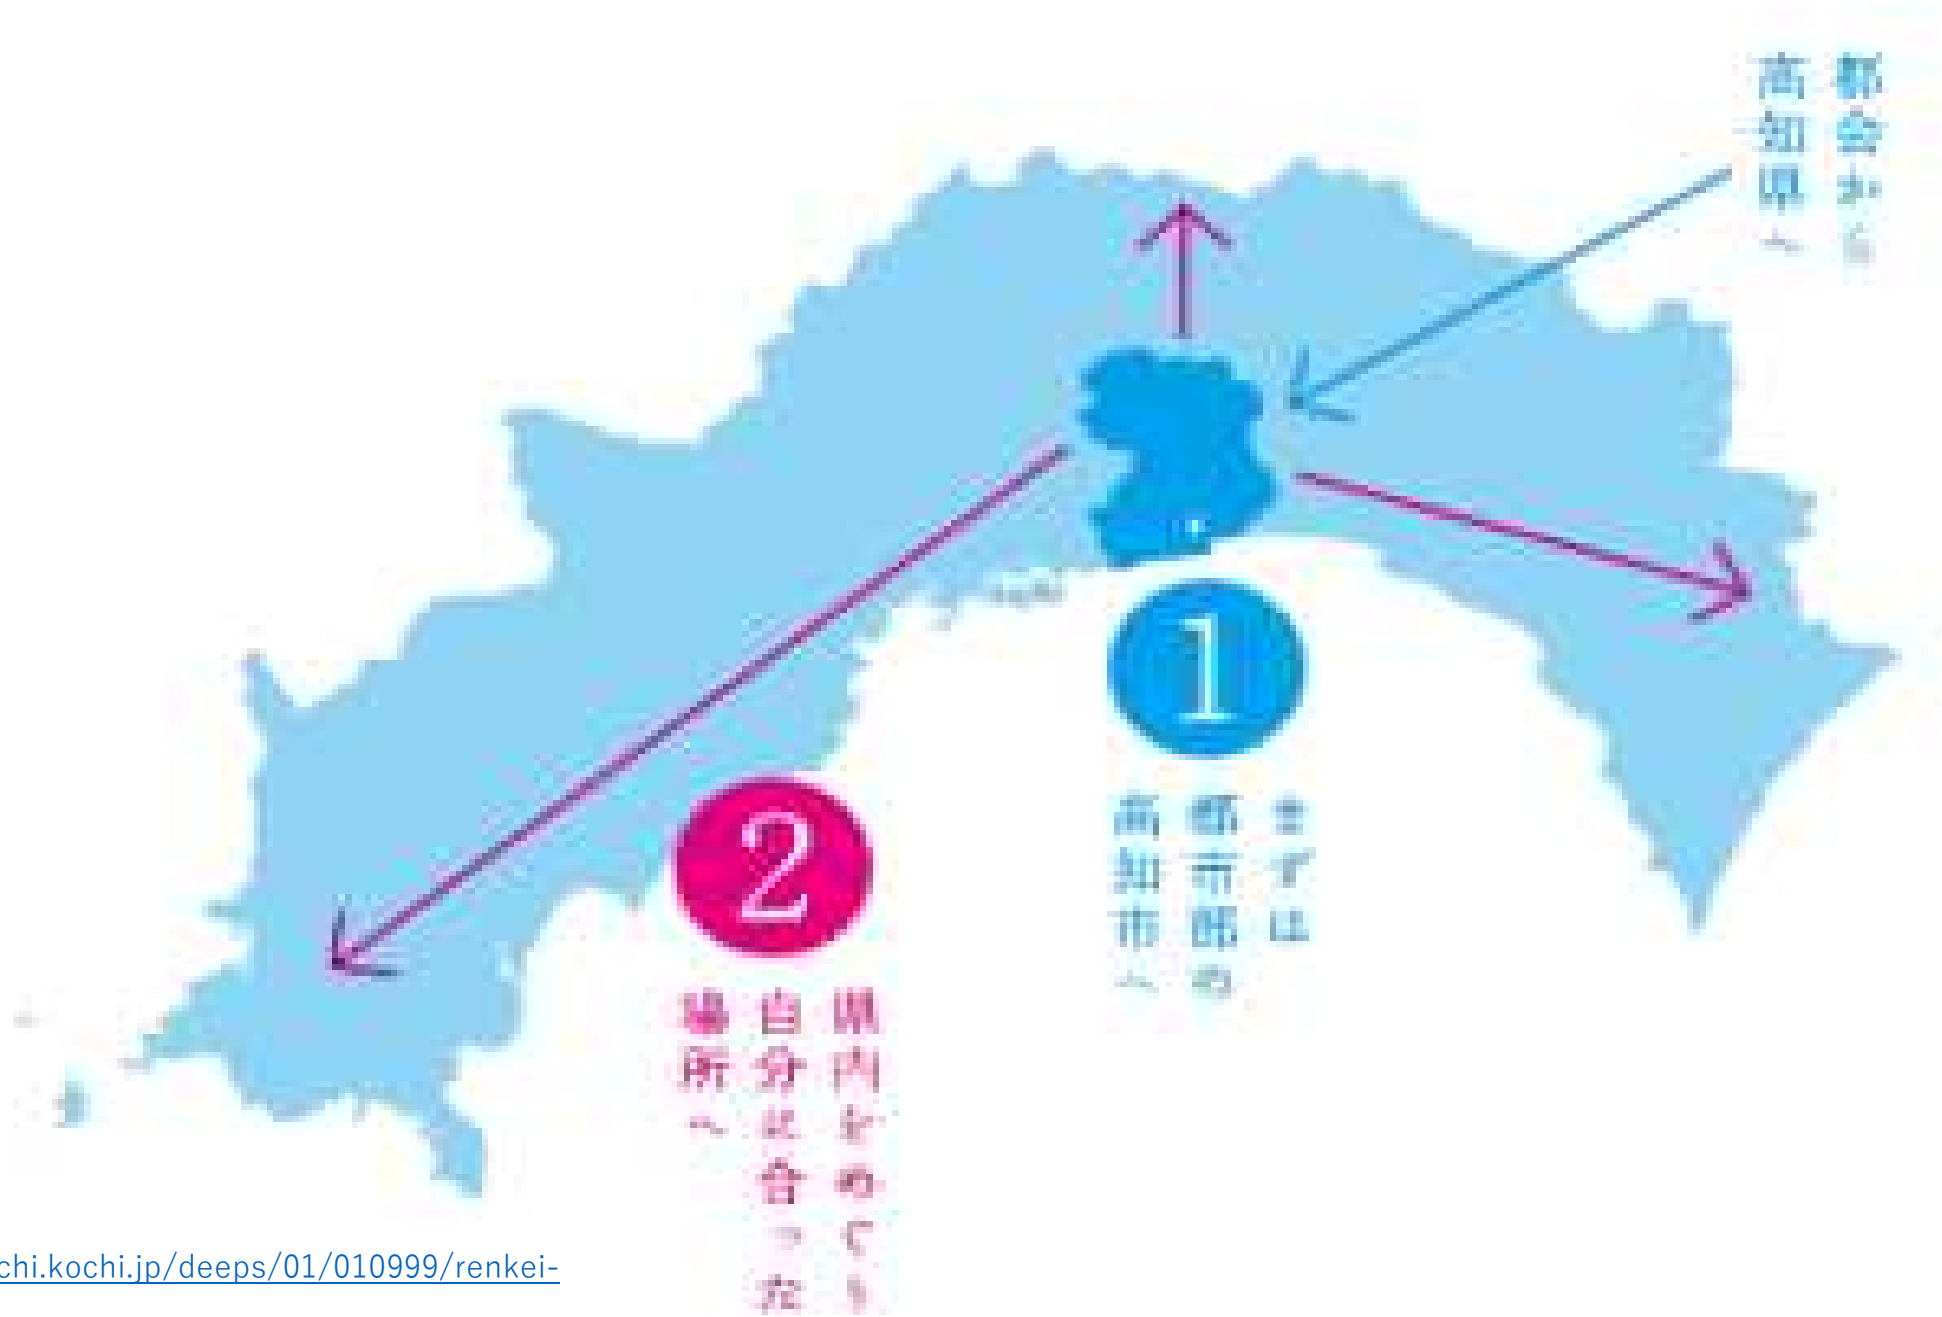 都会から
高知県へ
1
まずは
都市部の
高知市へ
2
県内をめぐり
自分に合った
場所へ
chi.kochi.jp/deeps/01/010999/renkei-